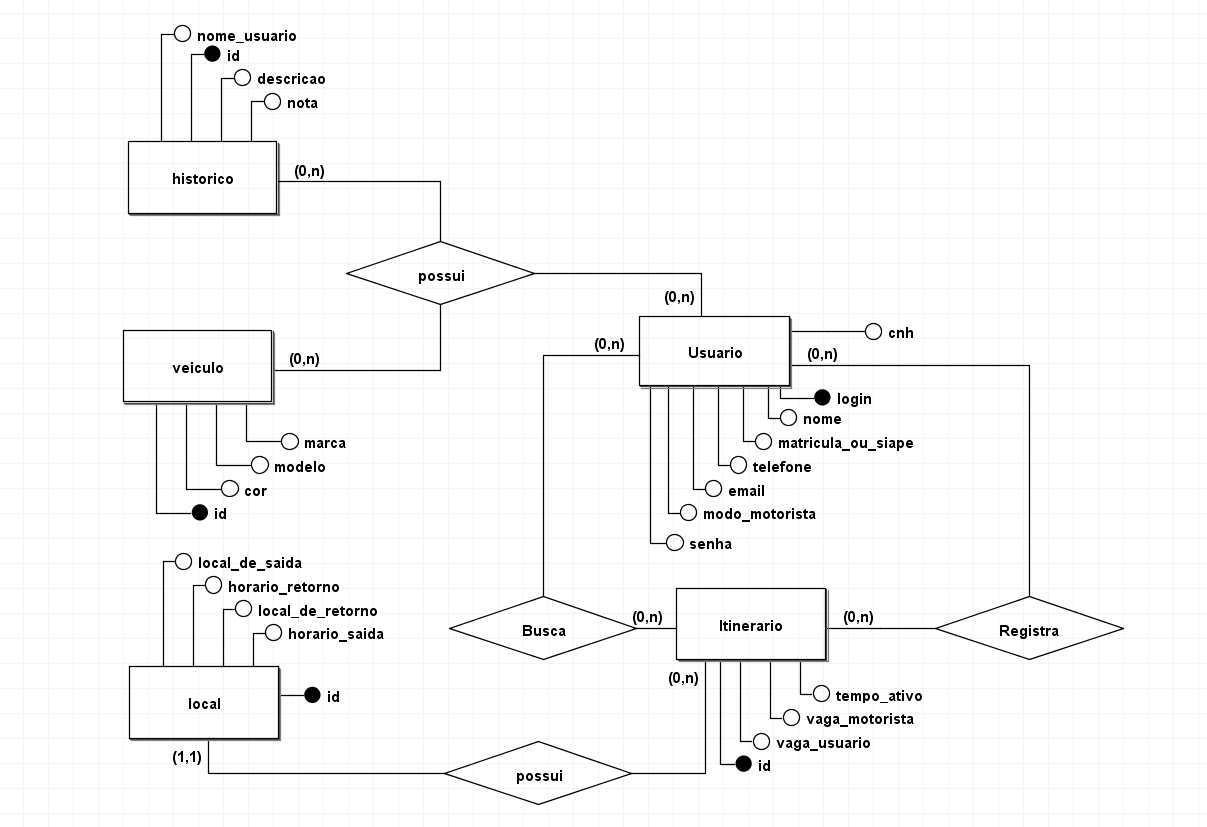 nome_usuario
id
descricao
nota
historico
(0,n)
possui
(0,n)
veiculo
(0,n)
marca
modelo
cor
id
(0,n)
Usuario
cnh
(0,n)
login
nome
matricula_ou_siape
telefone
email
modo_motorista
senha
local_de_saida
horario_retorno
local_de_retorno
horario_saida
local
id
(1,1)
Busca
(0,n)
Itinerario
(0,n)
Registra
(0,n)
tempo_ativo
vaga_motorista
vaga_usuario
id
possui